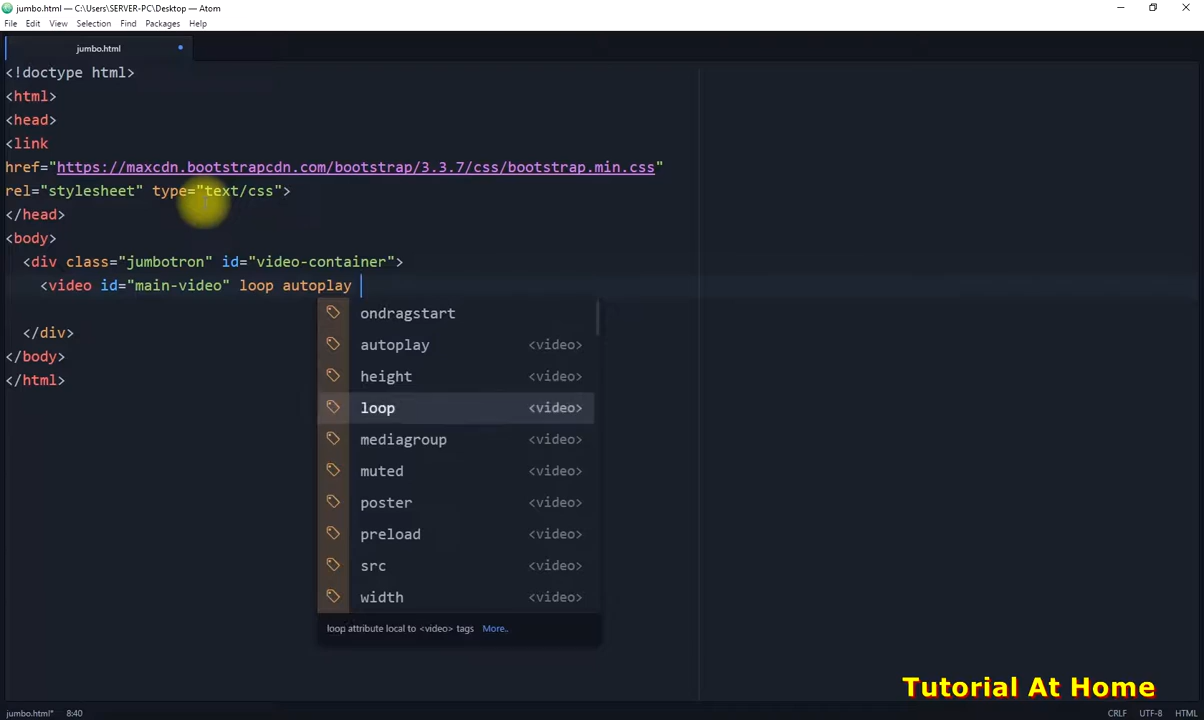 jumbo.html — C:\Users\SERVER-PC\Desktop — Atom
File Edit View Selection Find Packages Help
jumbo.html
<!doctype html>
<html>
<head>
<link
href="https://maxcdn.bootstrapcdn.com/bootstrap/3.3.7/css/bootstrap.min.css"
rel="stylesheet" type="text/css">
</head>
<body>
<div class="jumbotron" id="video-container">
<video id="main-video" loop autoplay
ondragstart
autoplay <video>
height <video>
loop <video>
mediagroup <video>
muted <video>
poster <video>
preload <video>
src <video>
width <video>
loop attribute local to <video> tags More..
</div>
</body>
</html>
Tutorial At Home
jumbo.html* 8:40 CRLF UTF-8 HTML